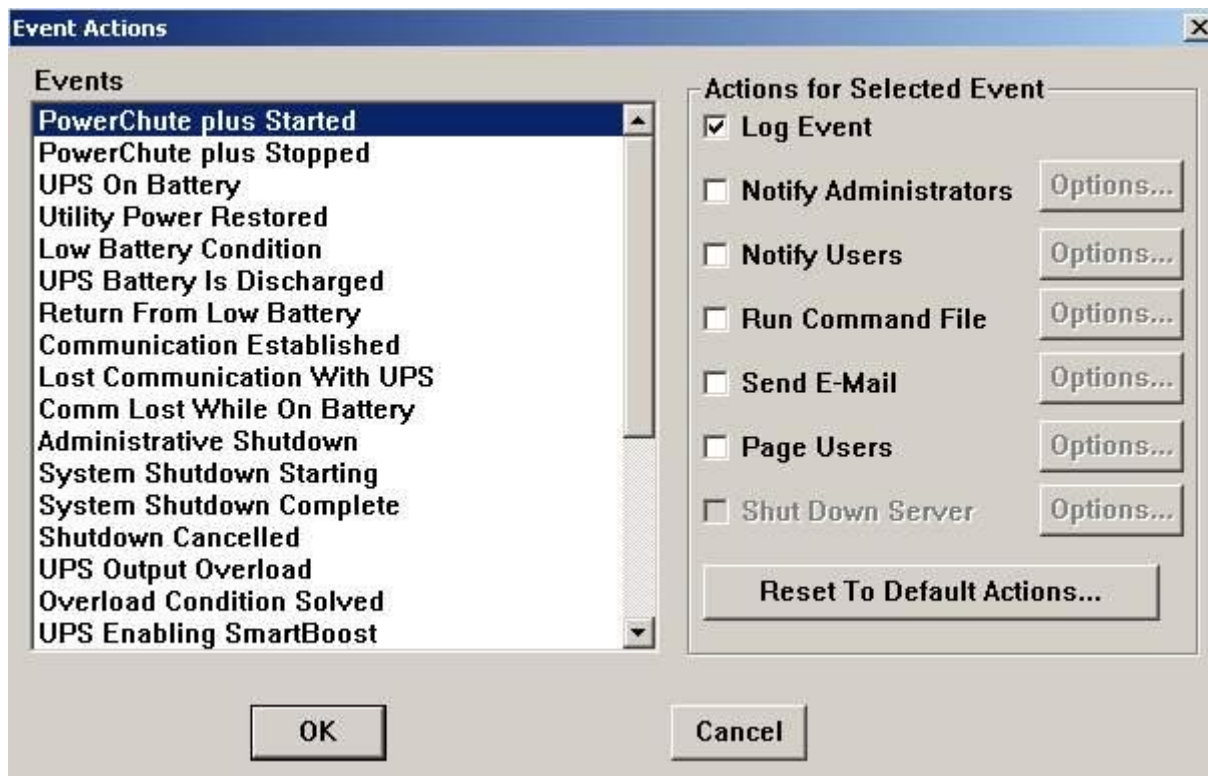 Event Actions
Events
PowerChute plus Started
PowerChute plus Stopped
UPS On Battery
Utility Power Restored
Low Battery Condition
UPS Battery Is Discharged
Return From Low Battery
Communication Established
Lost Communication With UPS
Comm Lost While On Battery
Administrative Shutdown
System Shutdown Starting
System Shutdown Complete
Shutdown Cancelled
UPS Output Overload
Overload Condition Solved
UPS Enabling SmartBoost
Actions for Selected Event
Log Event
Notify Administrators Options...
Notify Users Options...
Run Command File Options...
Send E-Mail Options...
Page Users Options...
Shut Down Server Options...
Reset To Default Actions...
OK Cancel